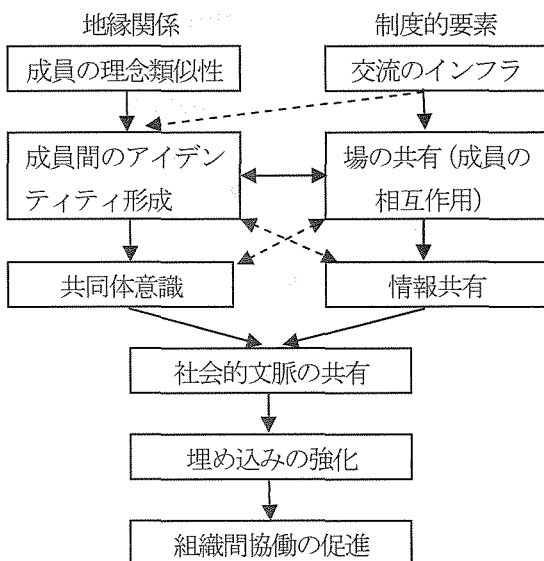 地縁関係
制度的要素
成員の理念類似性
交流のインフラ
成員間のアイデン
ティティ形成
場の共有(成員の
相互作用)
共同体意識
情報共有
社会的文脈の共有
埋め込みの強化
組織間協働の促進